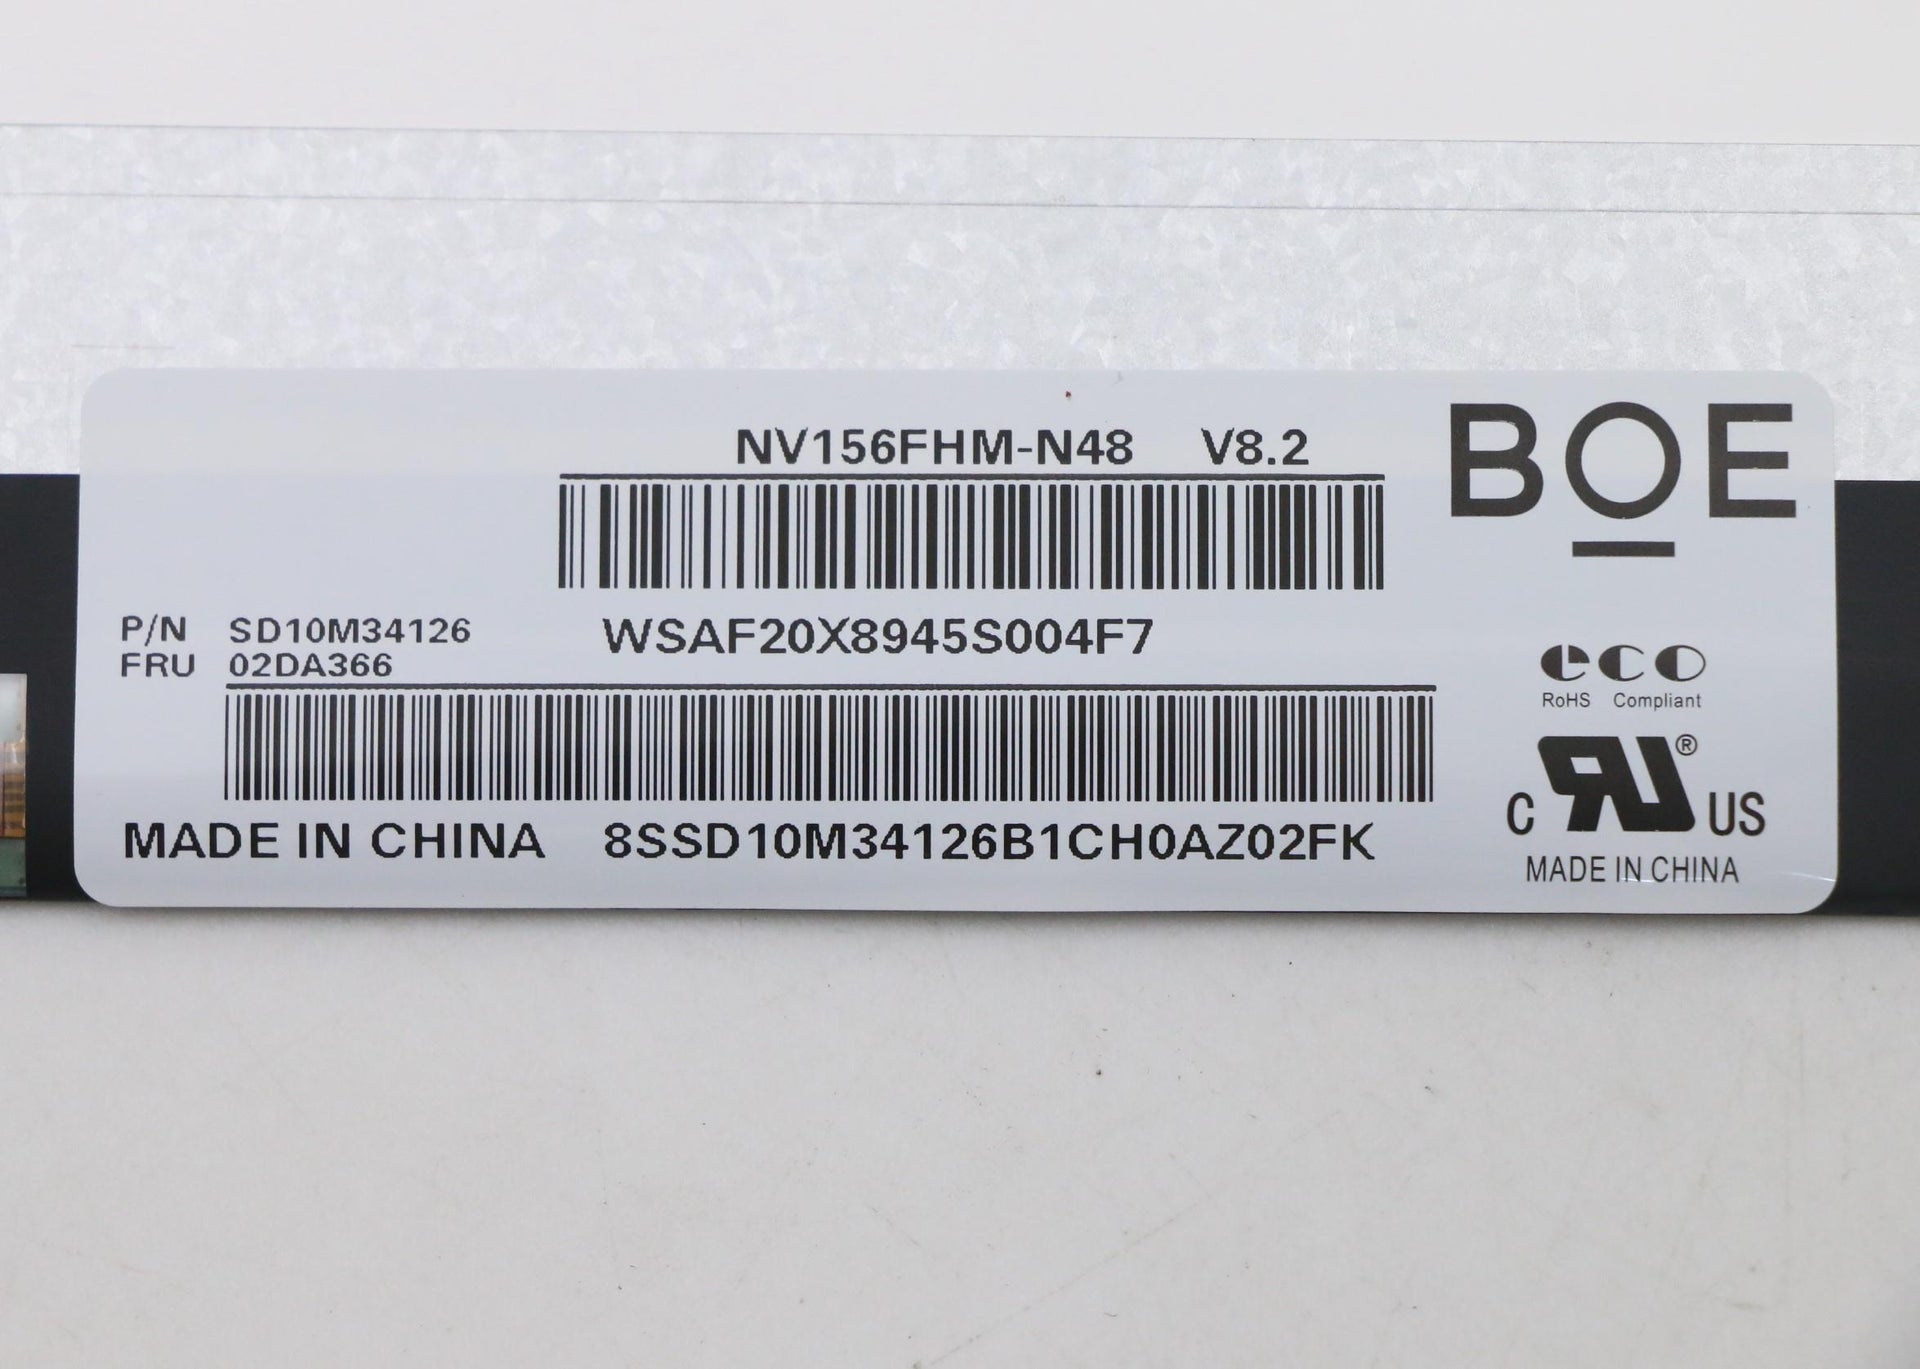 NV156FHM-N48 V8.2
BOE
P/N SD10M34126
FRU 02DA366
WSAF20X8945S004F7
eco
RoHS Compliant
MADE IN CHINA 8SSD10M34126B1CH0AZ02FK
C RU® US
MADE IN CHINA